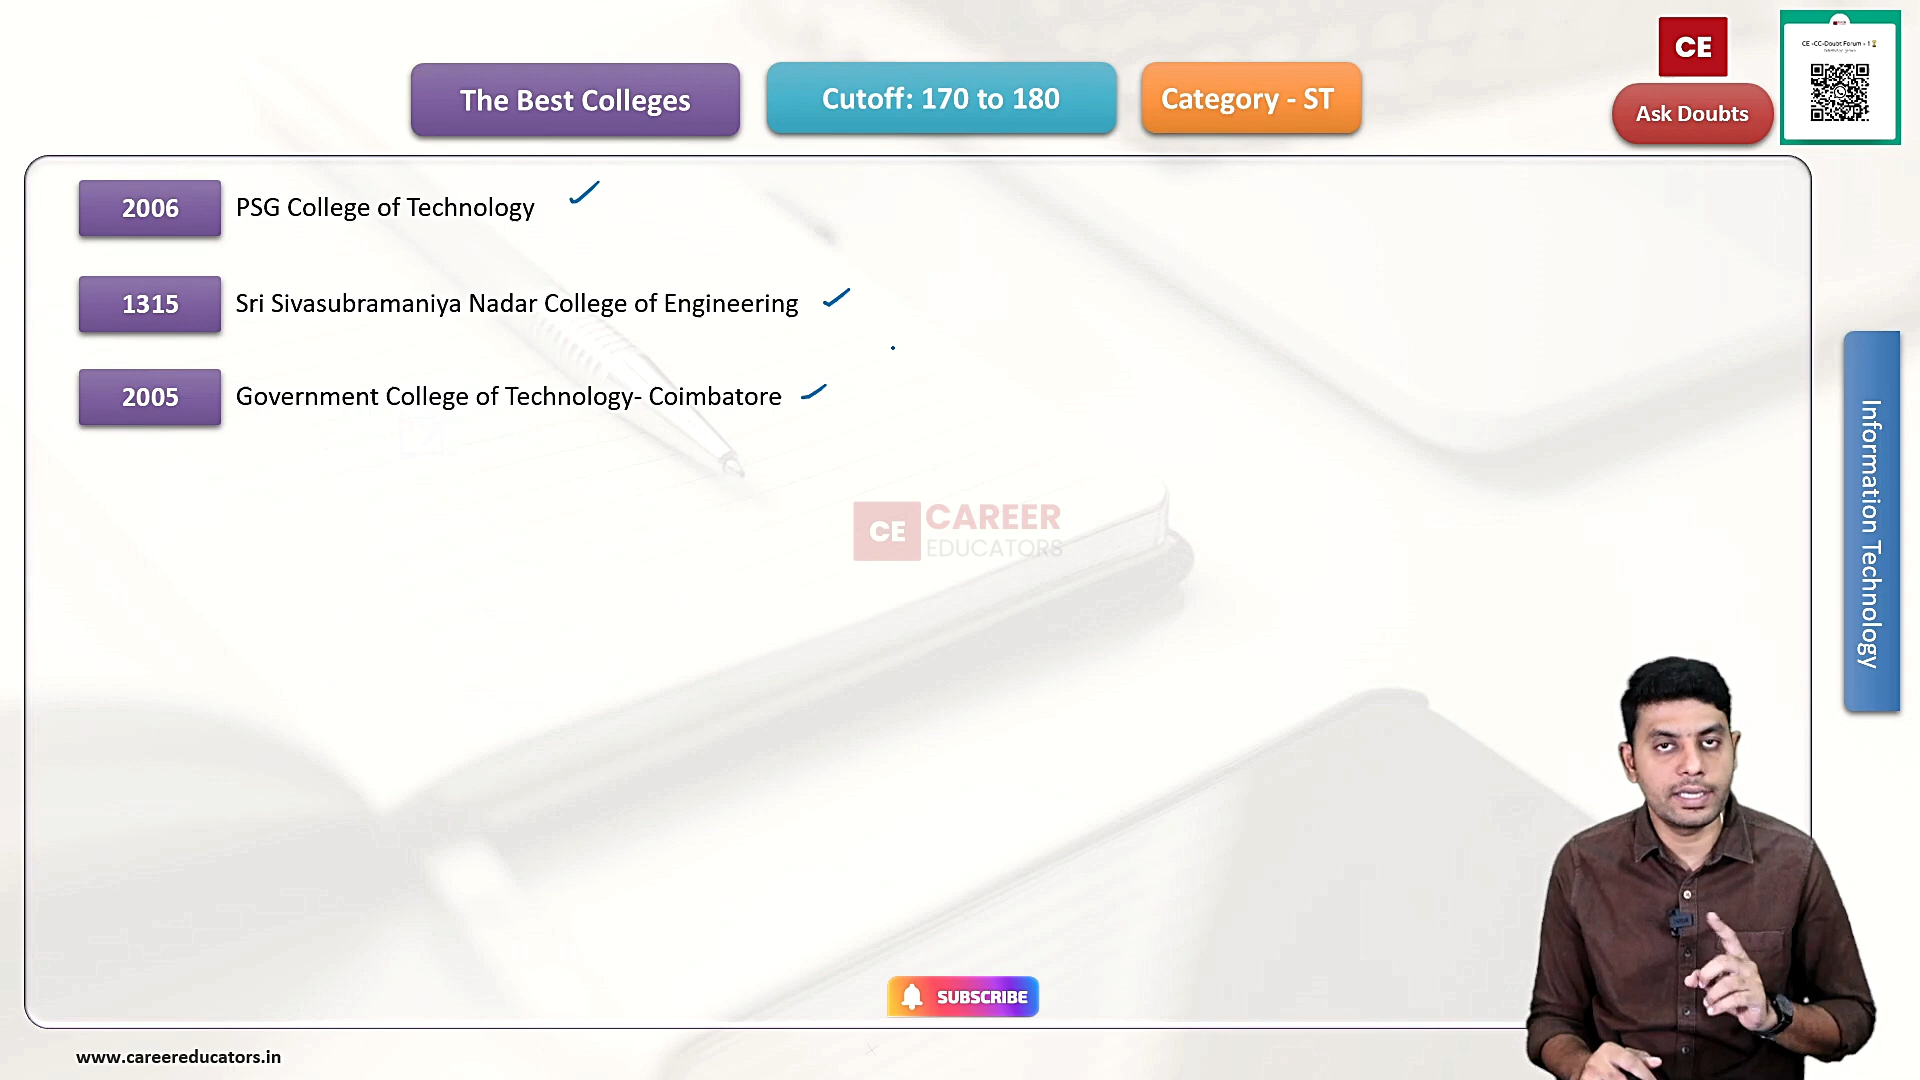 The Best Colleges
Cutoff: 170 to 180
Category - ST
CE
Ask Doubts
2006 PSG College of Technology
1315 Sri Sivasubramaniya Nadar College of Engineering
2005 Government College of Technology- Coimbatore
Information Technology
CE CAREER
EDUCATORS
SUBSCRIBE
www.careereducators.in